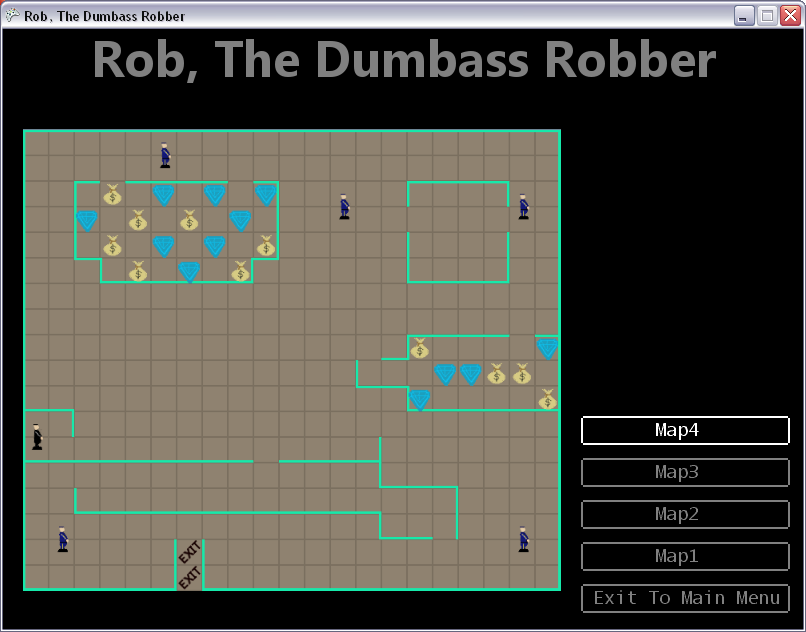 Rob, The Dumbass Robber
Rob, The Dumbass Robber
Map4
Map3
Map2
Map1
Exit To Main Menu
EXIT
EXIT